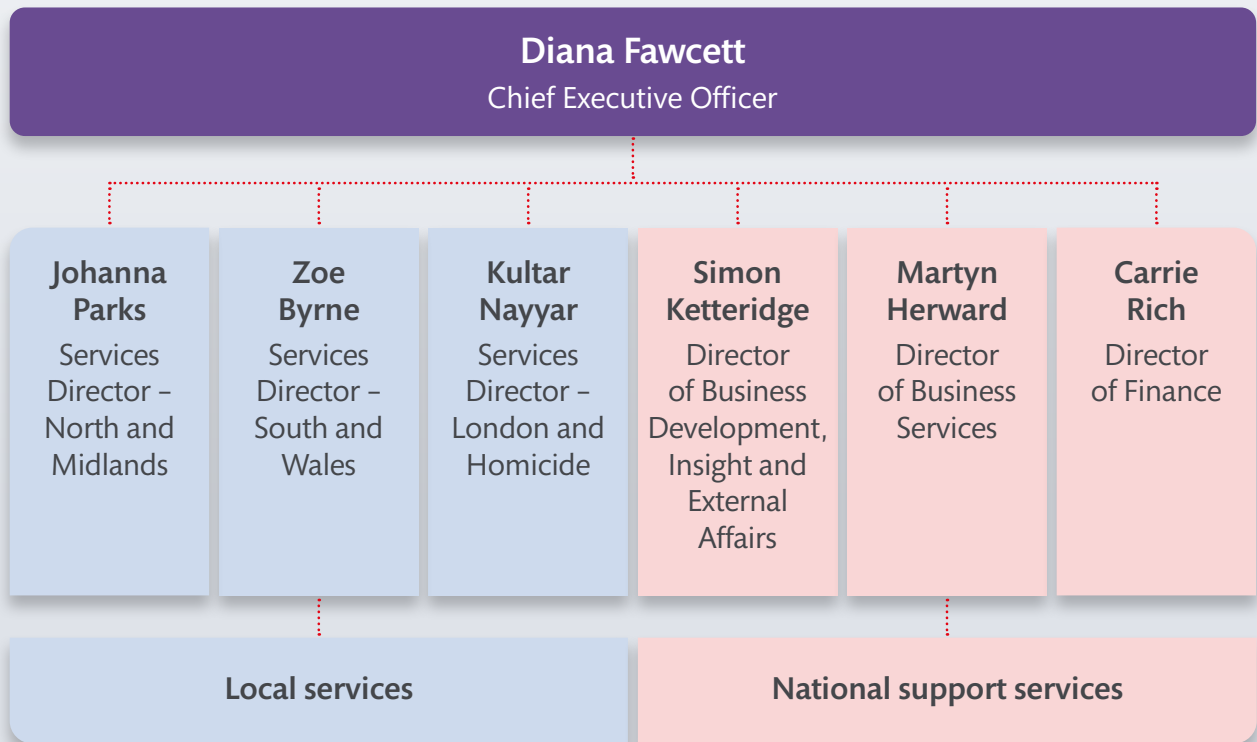 Diana Fawcett
Chief Executive Officer
Johanna
Parks
Services
Director –
North and
Midlands
Zoe
Byrne
Services
Director –
South and
Wales
Kultar
Nayyar
Services
Director –
London and
Homicide
Simon
Ketteridge
Director
of Business
Development,
Insight and
External
Affairs
Martyn
Herward
Director
of Business
Services
Carrie
Rich
Director
of Finance
Local services
National support services